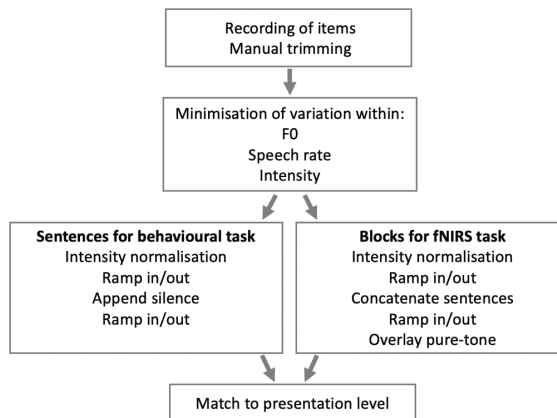 Recording of items
Manual trimming
Minimisation of variation within:
F0
Speech rate
Intensity
Sentences for behavioural task
Intensity normalisation
Ramp in/out
Append silence
Ramp in/out
Blocks for fNIRS task
Intensity normalisation
Ramp in/out
Concatenate sentences
Ramp in/out
Overlay pure-tone
Match to presentation level